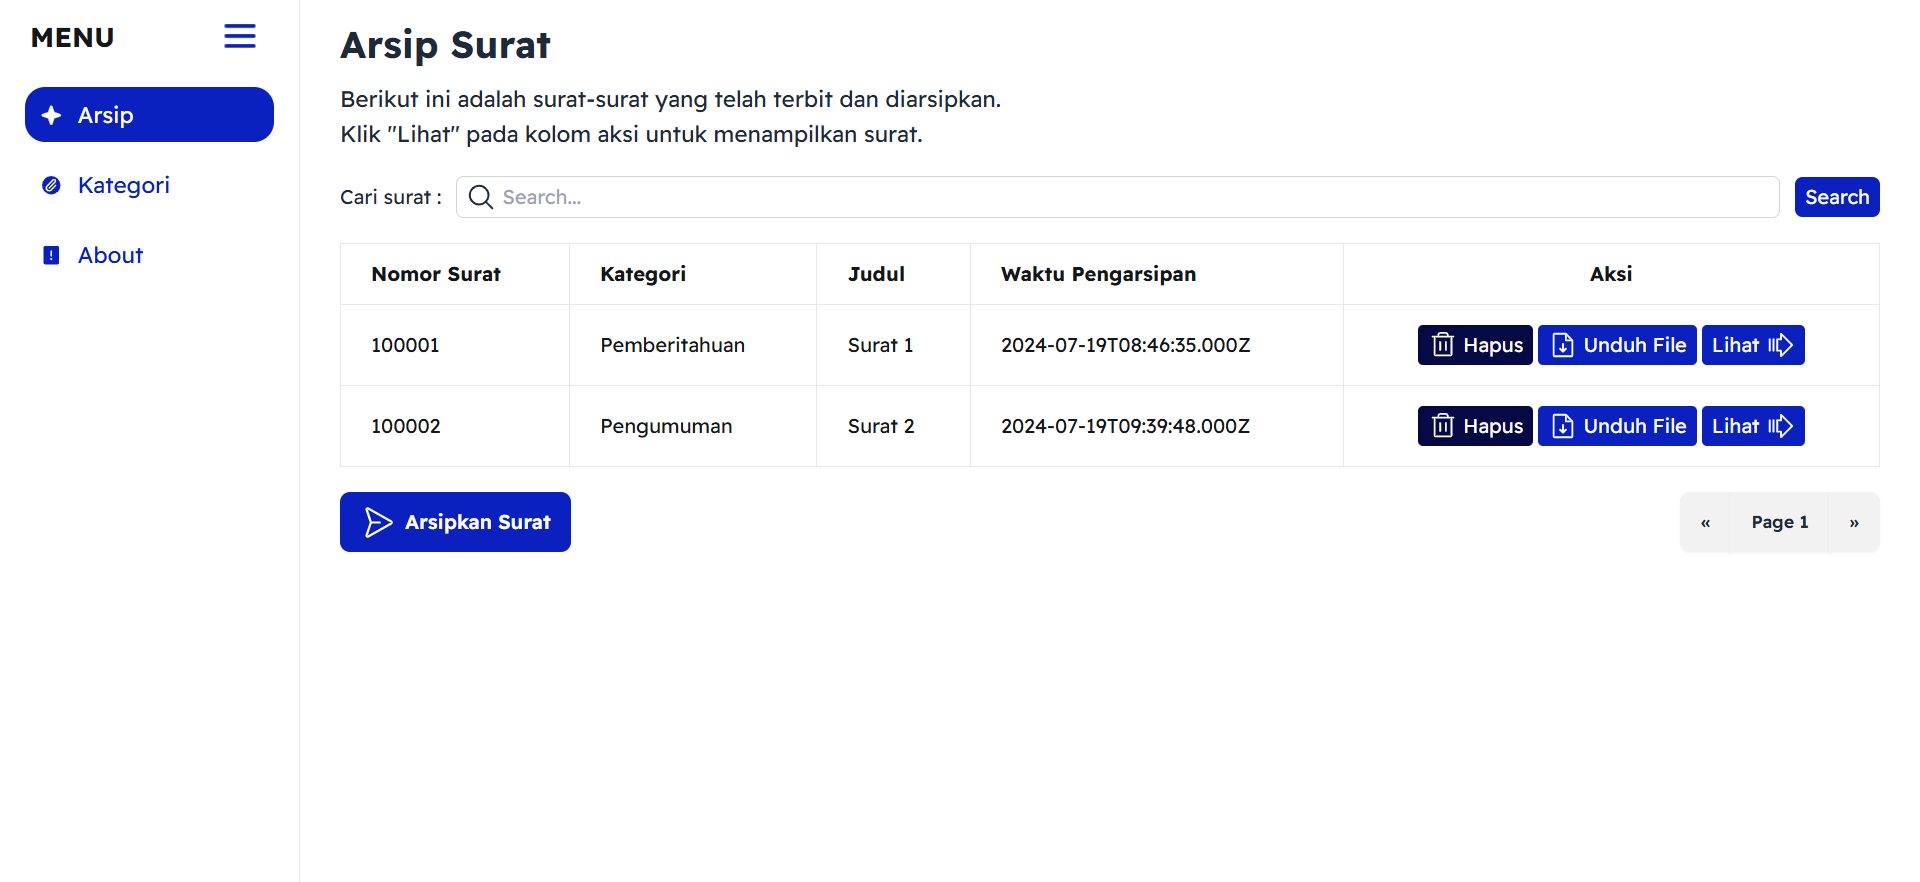 MENU
Arsip
Kategori
About
Arsip Surat
Berikut ini adalah surat-surat yang telah terbit dan diarsipkan.
Klik "Lihat" pada kolom aksi untuk menampilkan surat.
Cari surat : Search... Search
Nomor Surat Kategori Judul Waktu Pengarsipan Aksi
100001 Pemberitahuan Surat 1 2024-07-19T08:46:35.000Z Hapus Unduh File Lihat
100002 Pengumuman Surat 2 2024-07-19T09:39:48.000Z Hapus Unduh File Lihat
Arsipkan Surat « Page 1 »